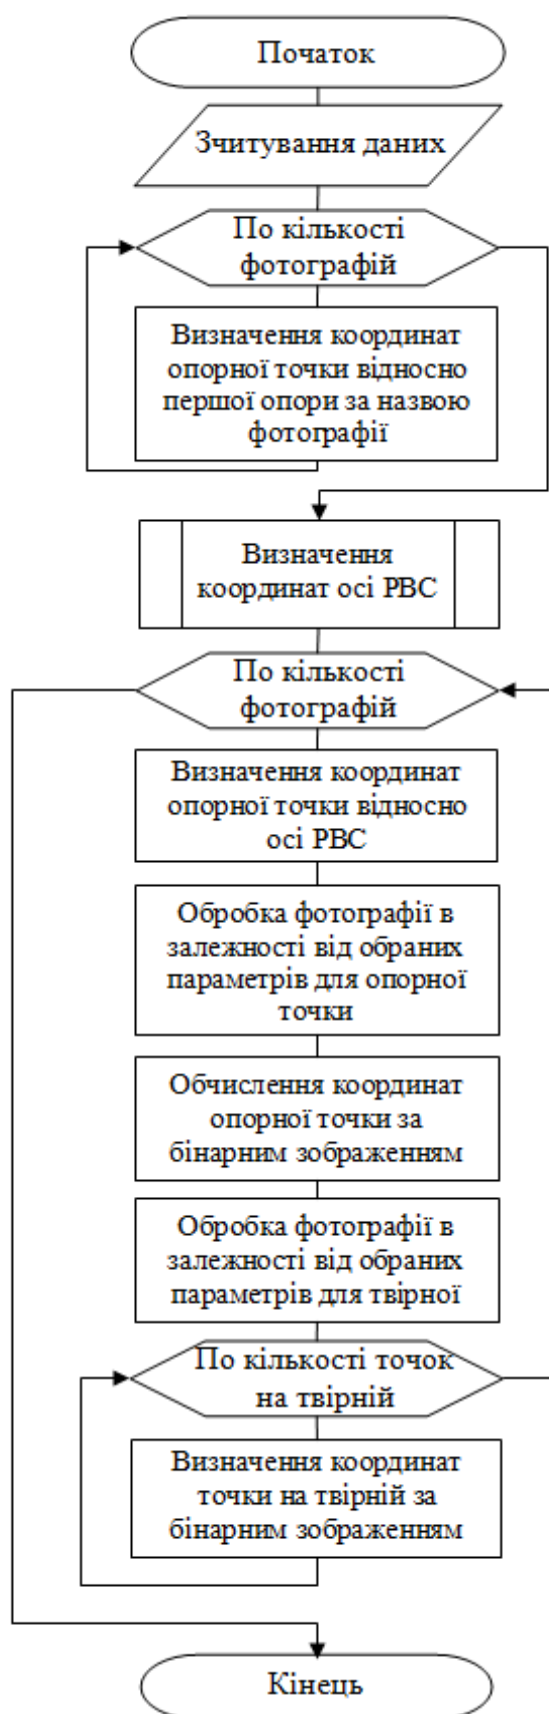 Початок
Зчитування даних
По кількості
фотографій
Визначення координат
опорної точки відносно
першої опори за назвою
фотографії
Визначення
координат осі РВС
По кількості
фотографій
Визначення координат
опорної точки відносно
осі РВС
Обробка фотографії в
залежності від обраних
параметрів для опорної
точки
Обчислення координат
опорної точки за
бінарним зображенням
Обробка фотографії в
залежності від обраних
параметрів для твірної
По кількості точок
на твірній
Визначення координат
точки на твірній за
бінарним зображенням
Кінець